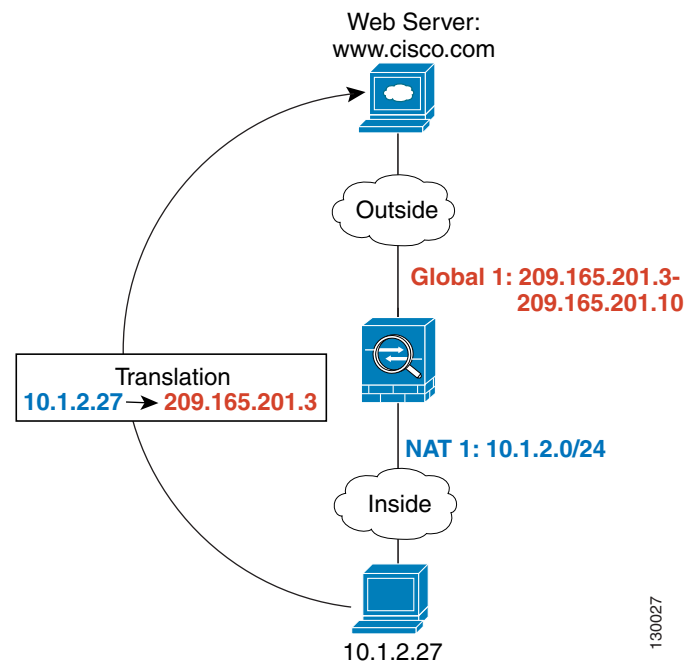 Web Server:
www.cisco.com
Outside
Global 1: 209.165.201.3-
209.165.201.10
Translation
10.1.2.27 209.165.201.3
NAT 1: 10.1.2.0/24
Inside
10.1.2.27
130027